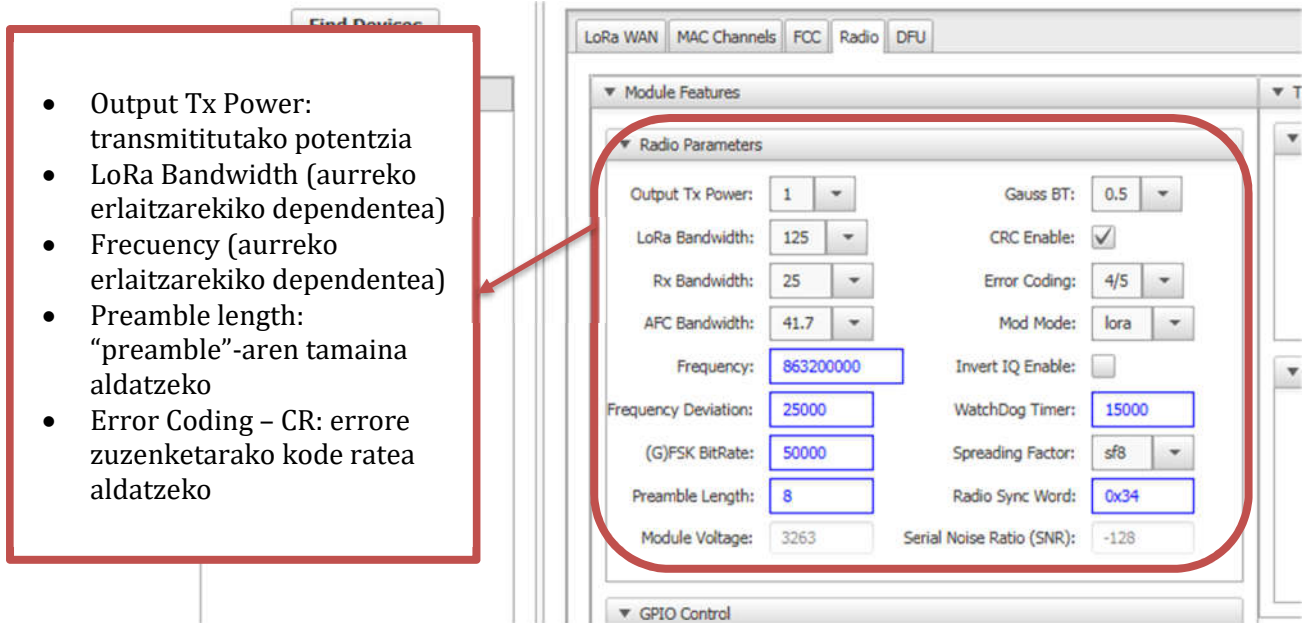 Find Devices
• Output Tx Power:
transmititutako potentzia
• LoRa Bandwidth (aurreko
erlaitzarekiko dependentea)
• Frecuency (aurreko
erlaitzarekiko dependentea)
• Preamble length:
“preamble”-aren tamaina
aldatzeko
• Error Coding – CR: errore
zuzenketarako kode ratea
aldatzeko
LoRa WAN MAC Channels FCC Radio DFU
Module Features
T
Radio Parameters
Output Tx Power: 1 Gauss BT: 0.5
LoRa Bandwidth: 125 CRC Enable:
Rx Bandwidth: 25 Error Coding: 4/5
AFC Bandwidth: 41.7 Mod Mode: lora
Frequency: 863200000 Invert IQ Enable:
Frequency Deviation: 25000 WatchDog Timer: 15000
(G)FSK BitRate: 50000 Spreading Factor: sf8
Preamble Length: 8 Radio Sync Word: 0x34
Module Voltage: 3263 Serial Noise Ratio (SNR): -128
GPIO Control